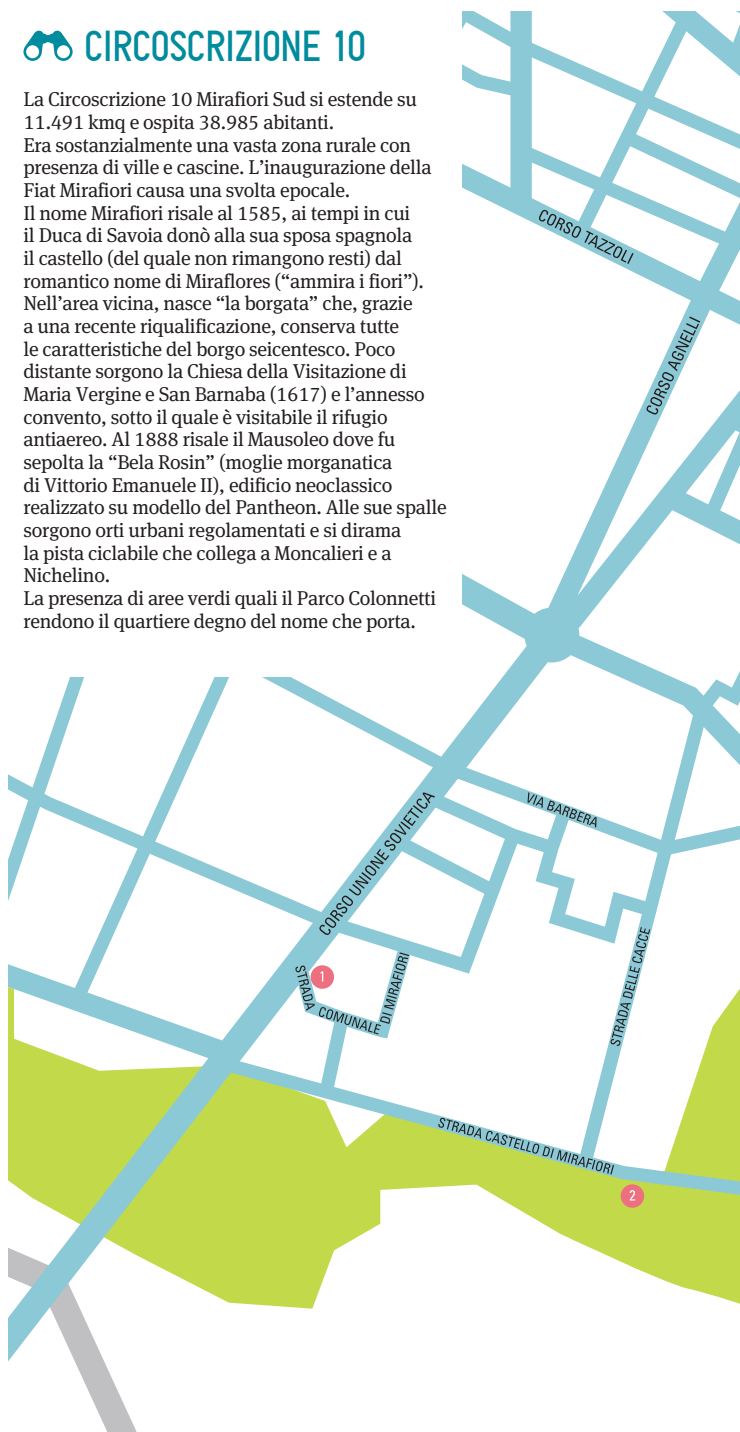 CIRCOSCRIZIONE 10
La Circoscrizione 10 Mirafiori Sud si estende su
11.491 kmq e ospita 38.985 abitanti.
Era sostanzialmente una vasta zona rurale con
presenza di ville e cascine. L’inaugurazione della
Fiat Mirafiori causa una svolta epocale.
Il nome Mirafiori risale al 1585, ai tempi in cui
il Duca di Savoia donò alla sua sposa spagnola
il castello (del quale non rimangono resti) dal
romantico nome di Miraflores (“ammira i fiori”).
Nell’area vicina, nasce “la borgata” che, grazie
a una recente riqualificazione, conserva tutte
le caratteristiche del borgo seicentesco. Poco
distante sorgono la Chiesa della Visitazione di
Maria Vergine e San Barnaba (1617) e l’annesso
convento, sotto il quale è visitabile il rifugio
antiaereo. Al 1888 risale il Mausoleo dove fu
sepolta la “Bela Rosin” (moglie morganatica
di Vittorio Emanuele II), edificio neoclassico
realizzato su modello del Pantheon. Alle sue spalle
sorgono orti urbani regolamentati e si dirama
la pista ciclabile che collega a Moncalieri e a
Nichelino.
La presenza di aree verdi quali il Parco Colonnetti
rendono il quartiere degno del nome che porta.
CORSO TAZZOLI
CORSO AGNELLI
VIA BARBERA
CORSO UNIONE SOVIETICA
STRADA COMUNALE DI MIRAFIORI
1
STRADA DELLE CACCE
STRADA CASTELLO DI MIRAFIORI
2